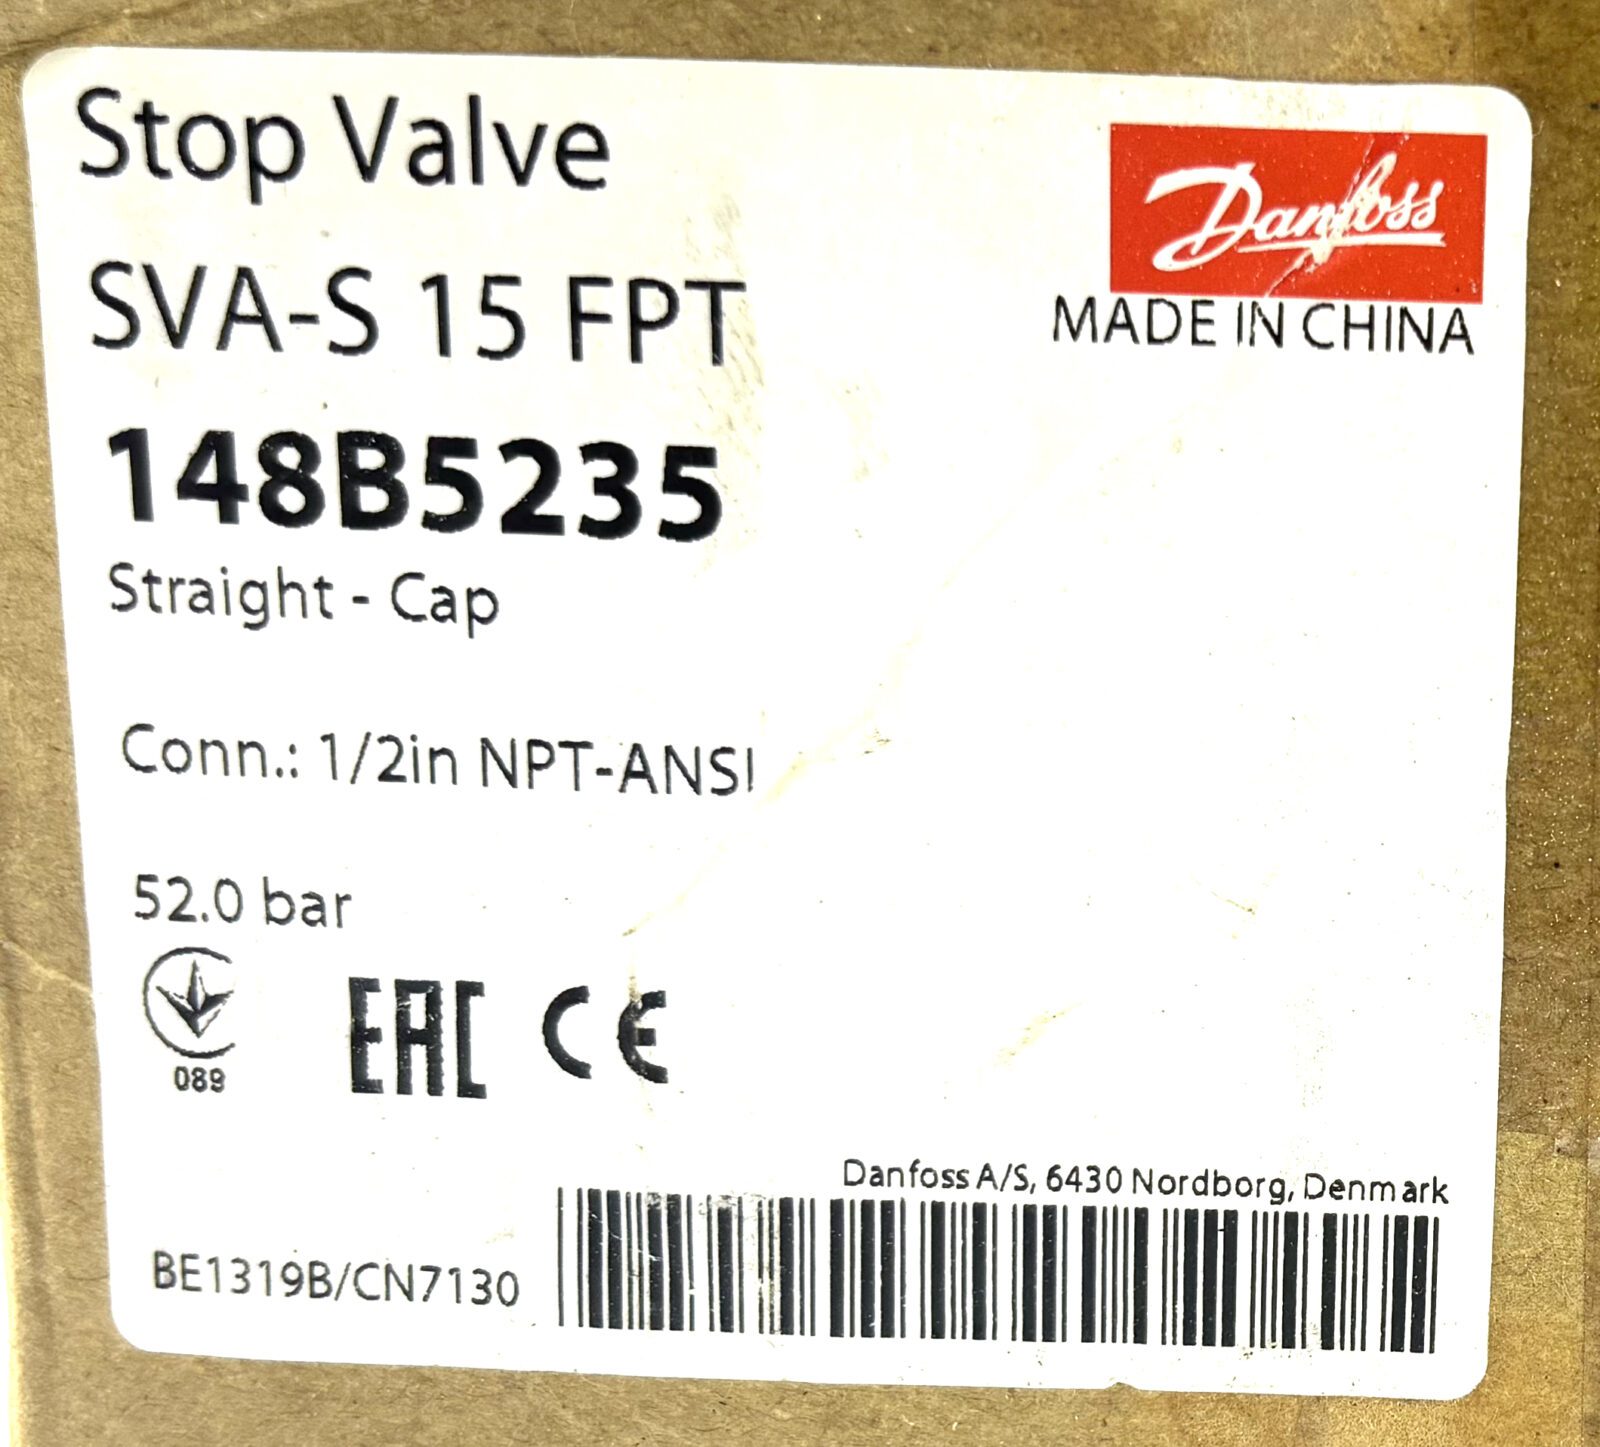 Stop Valve
Danfoss
MADE IN CHINA
SVA-S 15 FPT
148B5235
Straight - Cap
Conn.: 1/2in NPT-ANSI
52.0 bar
089
EAC CE
Danfoss A/S, 6430 Nordborg, Denmark
BE1319B/CN7130